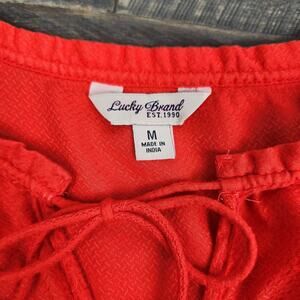 Lucky Brand
EST. 1990
M
MADE IN
INDIA